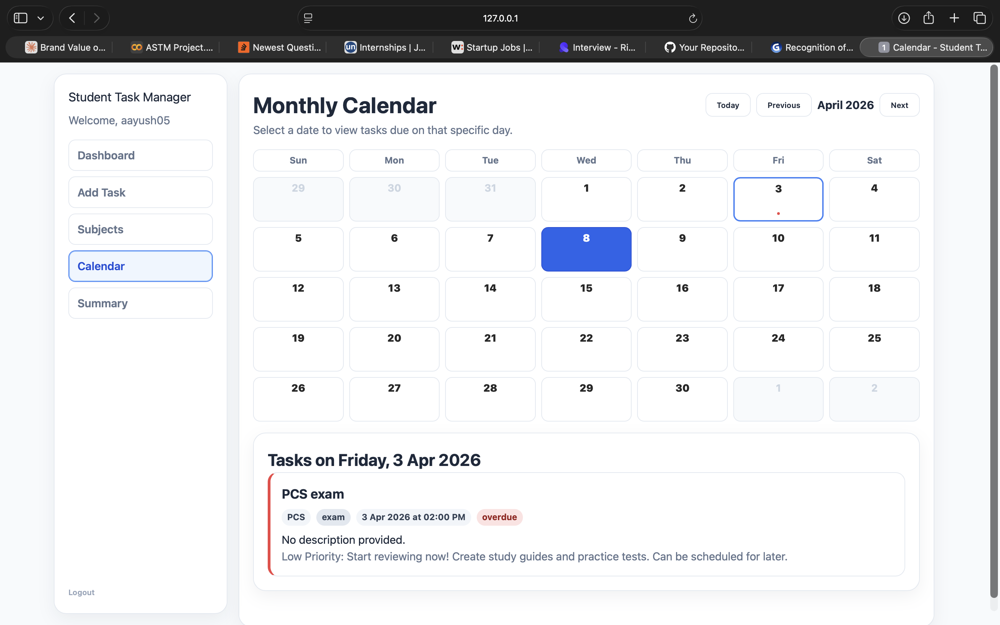 127.0.0.1
Brand Value o...
ASTM Project....
Newest Questi...
un Internships | J...
w: Startup Jobs |...
Interview - Ri...
Your Reposito...
G Recognition of...
1 Calendar - Student T...
Student Task Manager
Welcome, aayush05
Dashboard
Add Task
Subjects
Calendar
Summary
Logout
Monthly Calendar
Today Previous April 2026 Next
Select a date to view tasks due on that specific day.
Sun Mon Tue Wed Thu Fri Sat
29 30 31 1 2 3 4
5 6 7 8 9 10 11
12 13 14 15 16 17 18
19 20 21 22 23 24 25
26 27 28 29 30 1 2
Tasks on Friday, 3 Apr 2026
PCS exam
PCS exam 3 Apr 2026 at 02:00 PM overdue
No description provided.
Low Priority: Start reviewing now! Create study guides and practice tests. Can be scheduled for later.